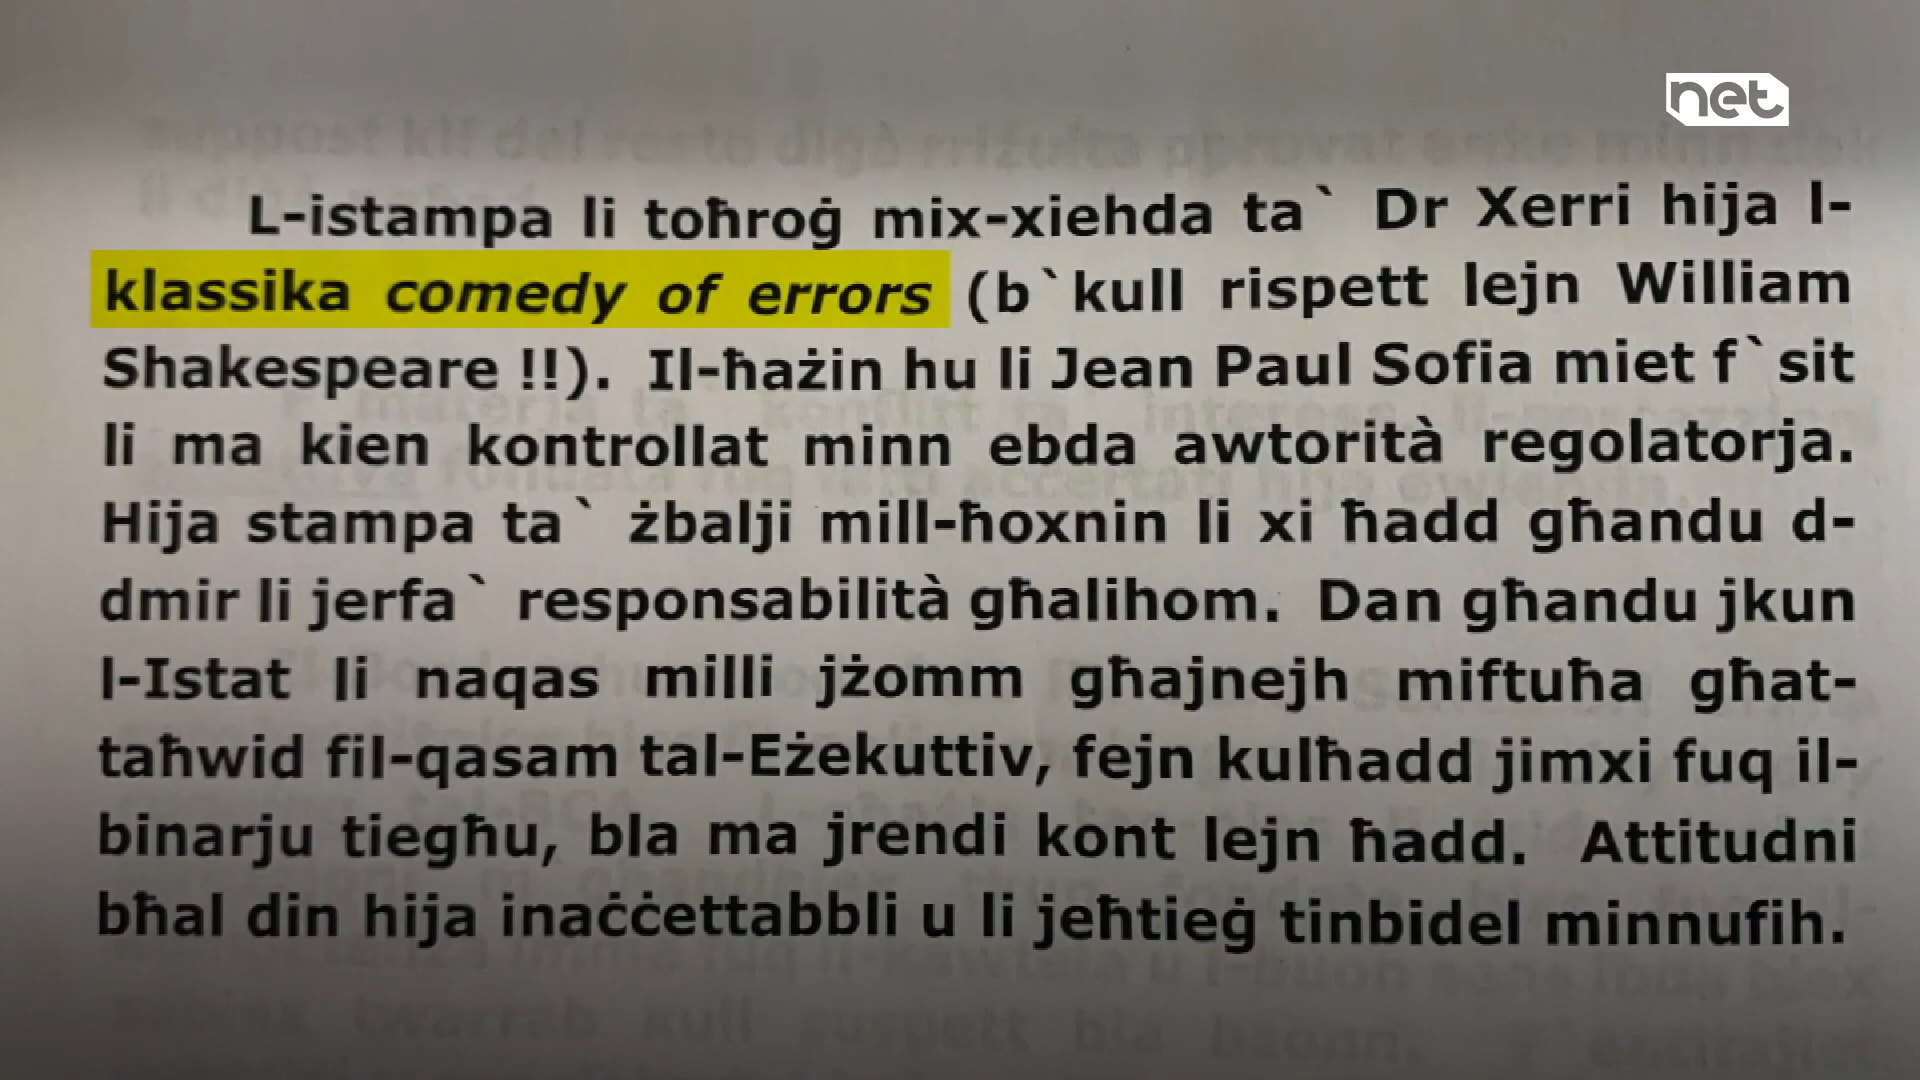 net
L-istampa li toħroġ mix-xiehda ta` Dr Xerri hija l-
klassika comedy of errors (b`kull rispett lejn William
Shakespeare !!). Il-ħażin hu li Jean Paul Sofia miet f`sit
li ma kien kontrollat minn ebda awtorità regolatorja.
Hija stampa ta` żbalji mill-ħoxnin li xi ħadd għandu d-
dmir li jerfa` responsabilità għalihom. Dan għandu jkun
l-Istat li naqas milli jżomm għajnejh miftuħa għat-
taħwid fil-qasam tal-Eżekuttiv, fejn kulħadd jimxi fuq il-
binarju tiegħu, bla ma jrendi kont lejn ħadd. Attitudni
bħal din hija inaċċettabbli u li jeħtieġ tinbidel minnufih.